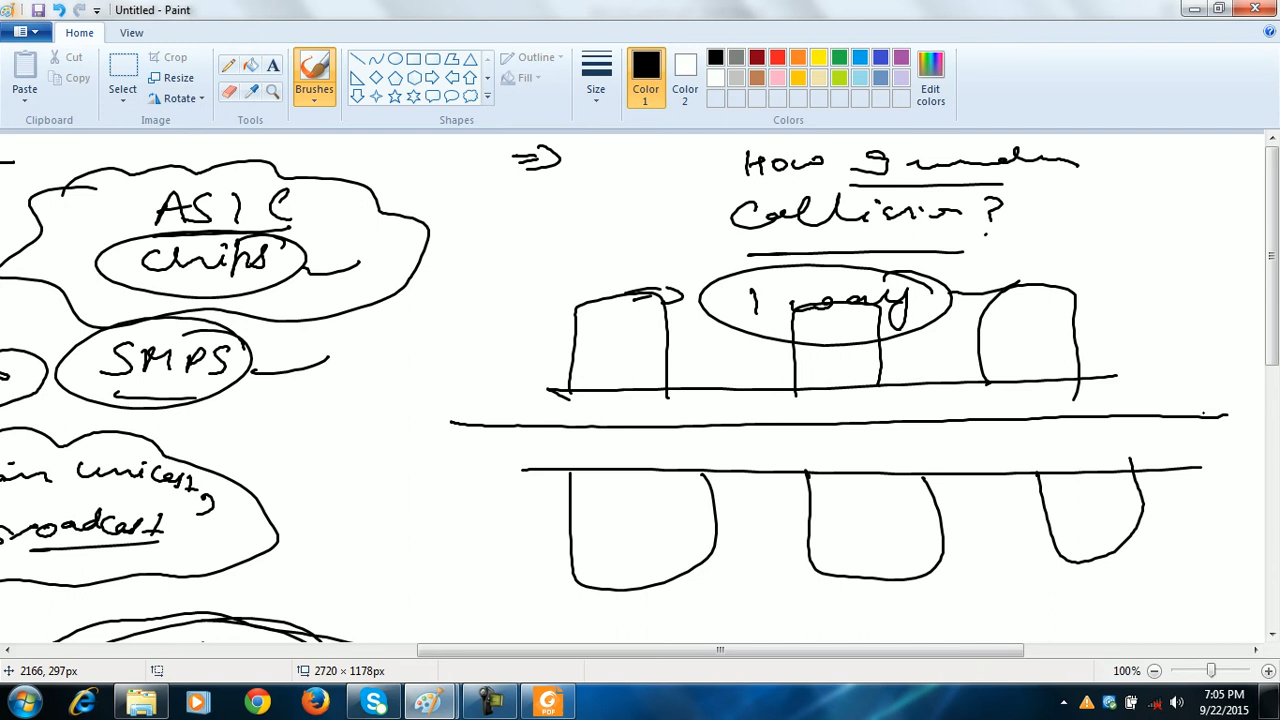 Untitled - Paint
Home
View
Paste
Cut
Copy
Clipboard
Select
Crop
Resize
Rotate
Image
Tools
Brushes
Outline
Fill
Shapes
Size
Color 1
Color 2
Edit colors
Colors
ASIC
chips
SMPS
unicast,
broadcast
=>
How
Collision?
1 way
2166, 297px
2720 × 1178px
100%
PDF
7:05 PM
9/22/2015